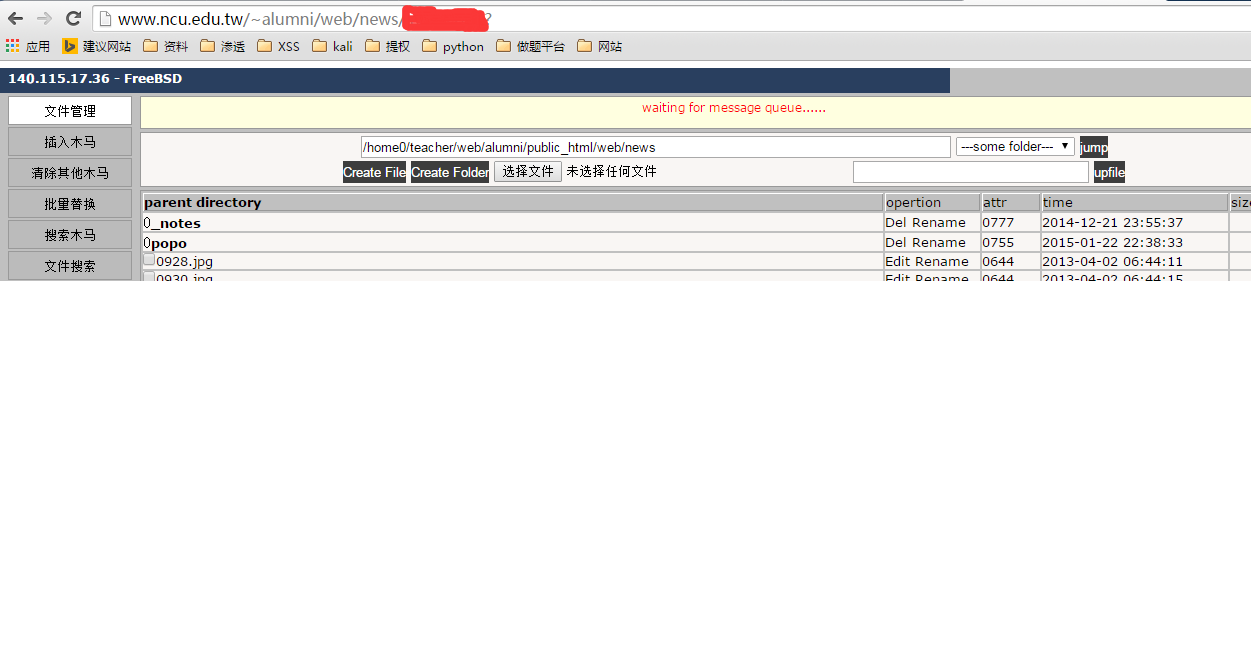 www.ncu.edu.tw/~alumni/web/news/ ?
应用 建议网站 资料 渗透 XSS kali 提权 python 做题平台 网站
140.115.17.36 - FreeBSD
文件管理
插入木马
清除其他木马
批量替换
搜索木马
文件搜索
waiting for message queue......
/home0/teacher/web/alumni/public_html/web/news ---some folder--- jump
Create File Create Folder 选择文件 未选择任何文件 upfile
parent directory opertion attr time size
0_notes Del Rename 0777 2014-12-21 23:55:37
0popo Del Rename 0755 2015-01-22 22:38:33
0928.jpg Edit Rename 0644 2013-04-02 06:44:11
0930.jpg Edit Rename 0644 2013-04-02 06:44:15